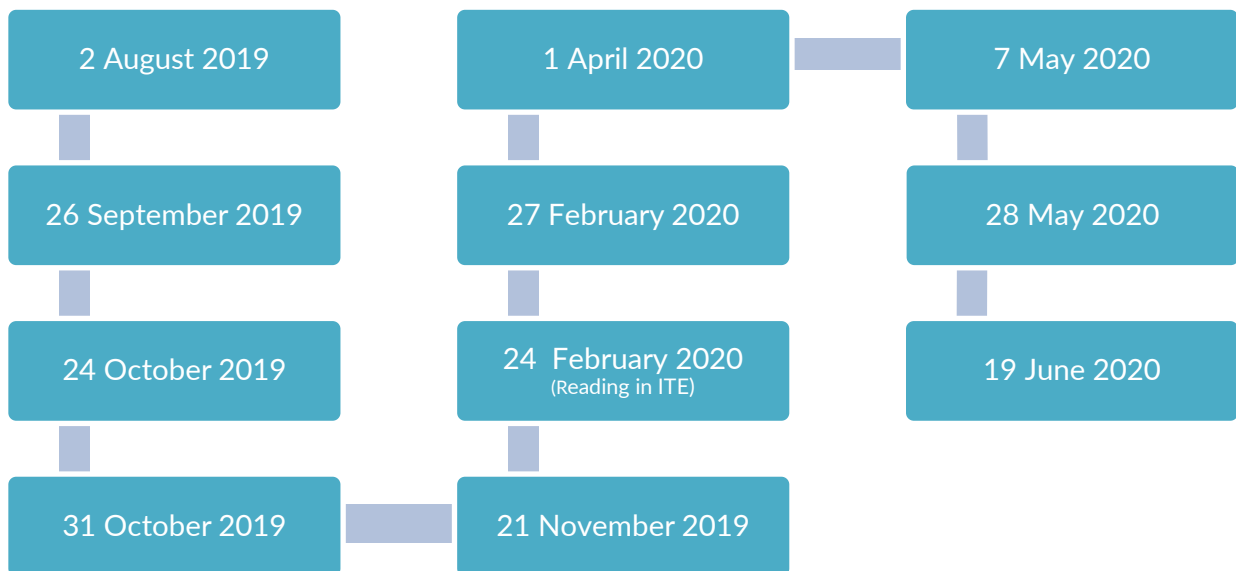 2 August 2019
26 September 2019
24 October 2019
31 October 2019
21 November 2019
24 February 2020
(Reading in ITE)
27 February 2020
1 April 2020
7 May 2020
28 May 2020
19 June 2020